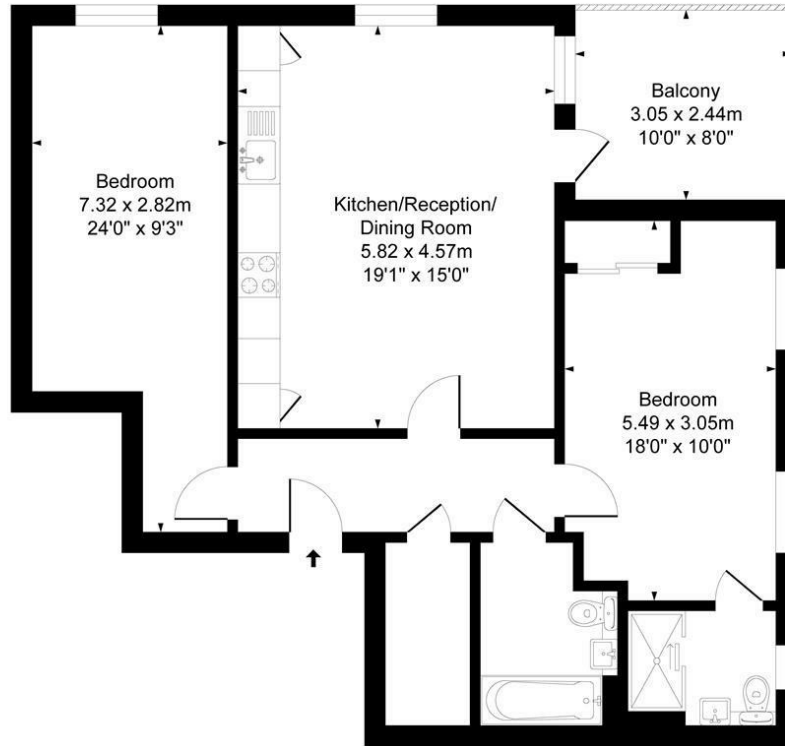 Balcony
3.05 x 2.44m
10'0" x 8'0"
Bedroom
7.32 x 2.82m
24'0" x 9'3"
Kitchen/Reception/
Dining Room
5.82 x 4.57m
19'1" x 15'0"
Bedroom
5.49 x 3.05m
18'0" x 10'0"